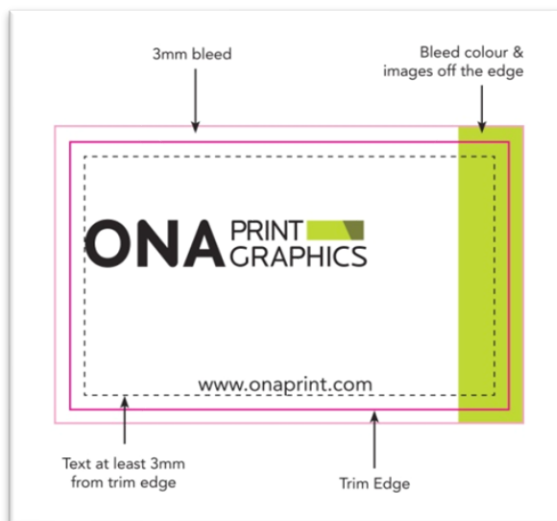 3mm bleed
Bleed colour &
images off the edge
ONA PRINT
GRAPHICS
www.onaprint.com
Text at least 3mm
from trim edge
Trim Edge